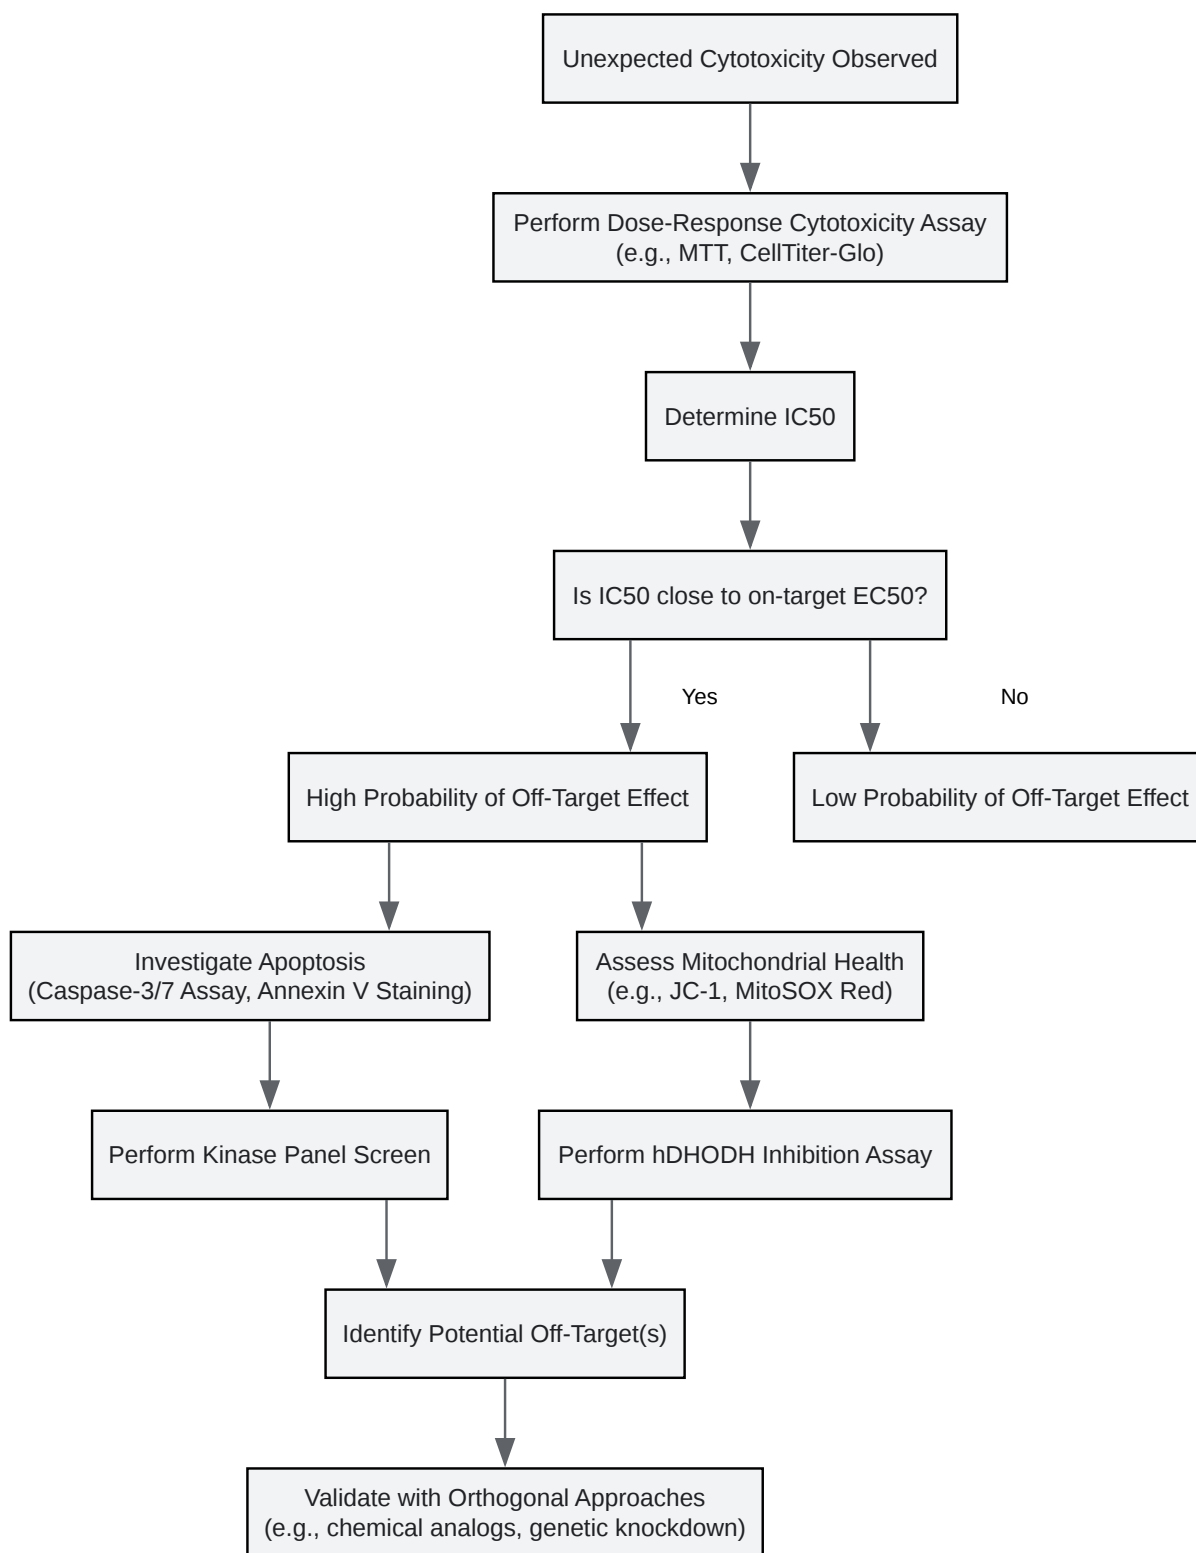 Unexpected Cytotoxicity Observed
Perform Dose-Response Cytotoxicity Assay
(e.g., MTT, CellTiter-Glo)
Determine IC50
Is IC50 close to on-target EC50?
Yes
No
High Probability of Off-Target Effect
Low Probability of Off-Target Effect
Investigate Apoptosis
(Caspase-3/7 Assay, Annexin V Staining)
Assess Mitochondrial Health
(e.g., JC-1, MitoSOX Red)
Perform Kinase Panel Screen
Perform hDHODH Inhibition Assay
Identify Potential Off-Target(s)
Validate with Orthogonal Approaches
(e.g., chemical analogs, genetic knockdown)